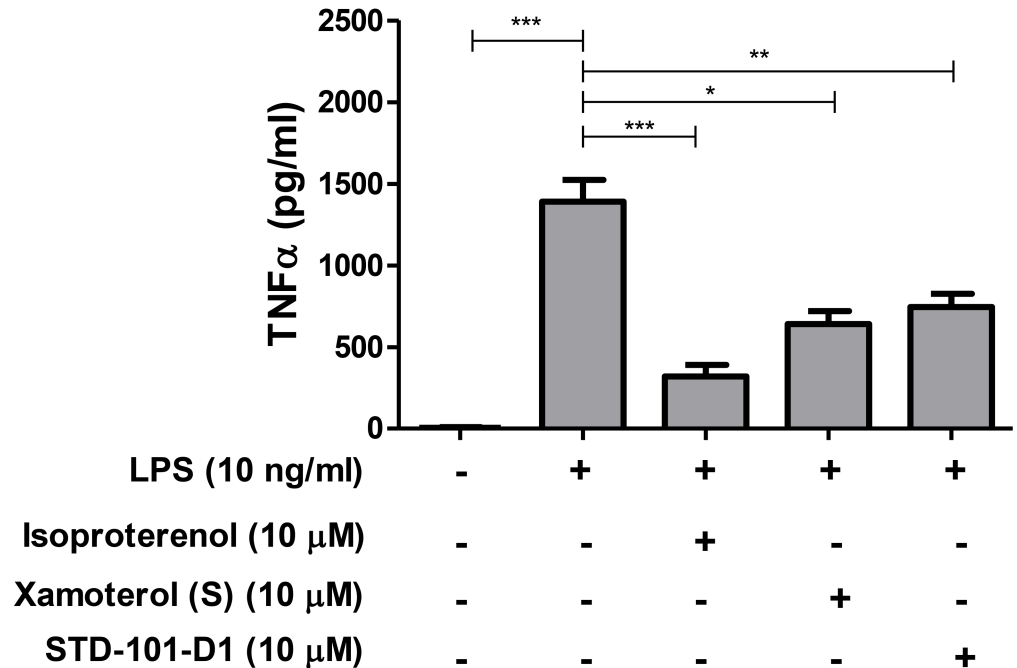 2500
***
**
2000
*
***
1500
1000
500
0
TNFα (pg/ml)
LPS (10 ng/ml) - + + + +
Isoproterenol (10 μM) - - + - -
Xamoterol (S) (10 μM) - - - + -
STD-101-D1 (10 μM) - - - - +